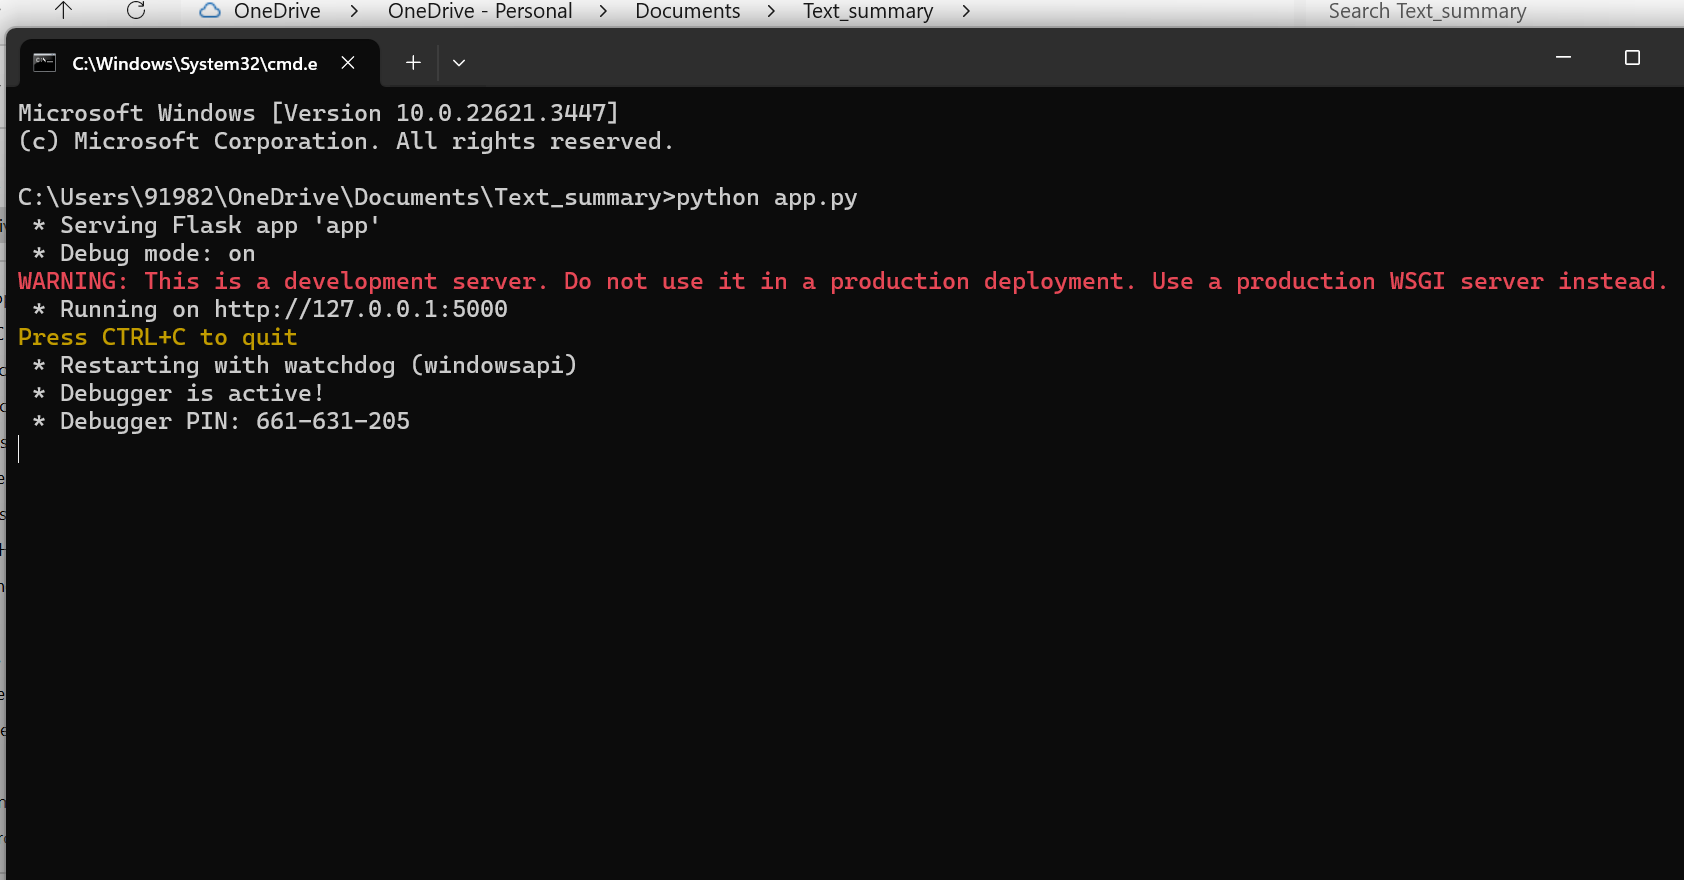 OneDrive > OneDrive - Personal > Documents > Text_summary > Search Text_summary
C:\Windows\System32\cmd.e
Microsoft Windows [Version 10.0.22621.3447]
(c) Microsoft Corporation. All rights reserved.
C:\Users\91982\OneDrive\Documents\Text_summary>python app.py
* Serving Flask app 'app'
* Debug mode: on
WARNING: This is a development server. Do not use it in a production deployment. Use a production WSGI server instead.
* Running on http://127.0.0.1:5000
Press CTRL+C to quit
* Restarting with watchdog (windowsapi)
* Debugger is active!
* Debugger PIN: 661-631-205